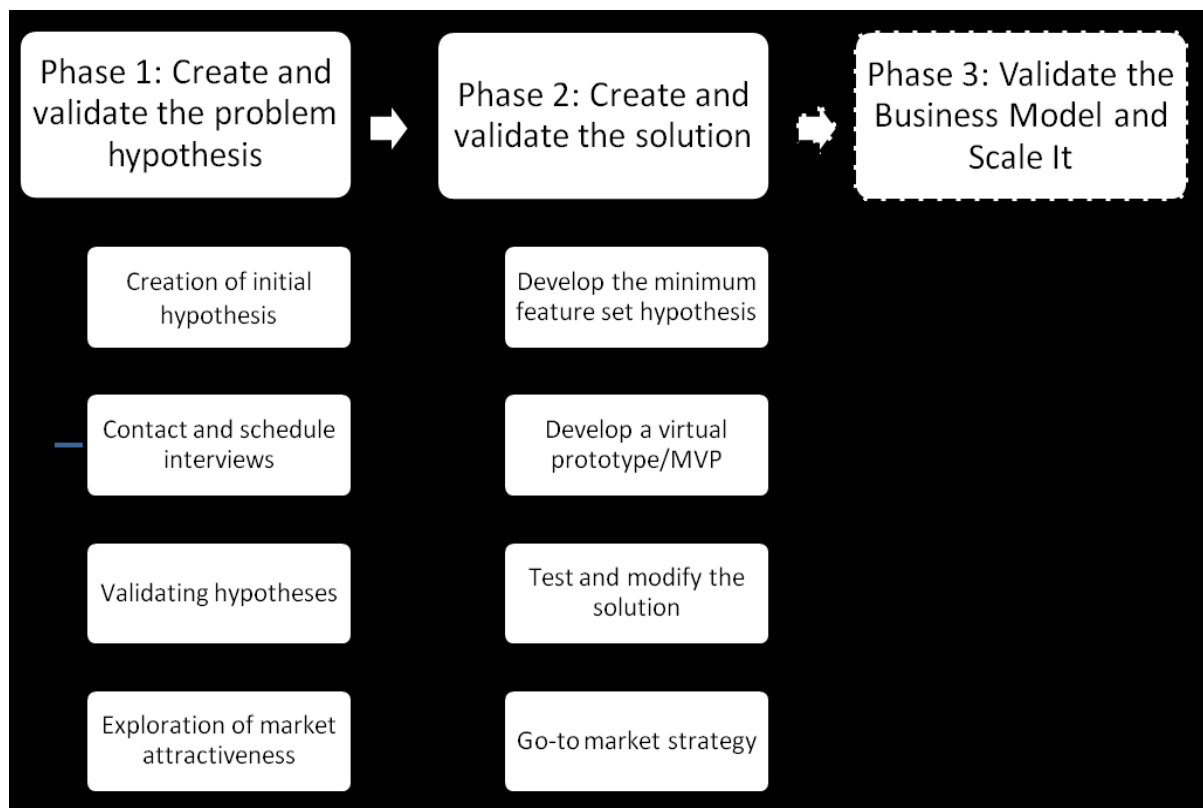 Phase 1: Create and
validate the problem
hypothesis
Phase 2: Create and
validate the solution
Phase 3: Validate the
Business Model and
Scale It
Creation of initial
hypothesis
Contact and schedule
interviews
Validating hypotheses
Exploration of market
attractiveness
Develop the minimum
feature set hypothesis
Develop a virtual
prototype/MVP
Test and modify the
solution
Go-to market strategy